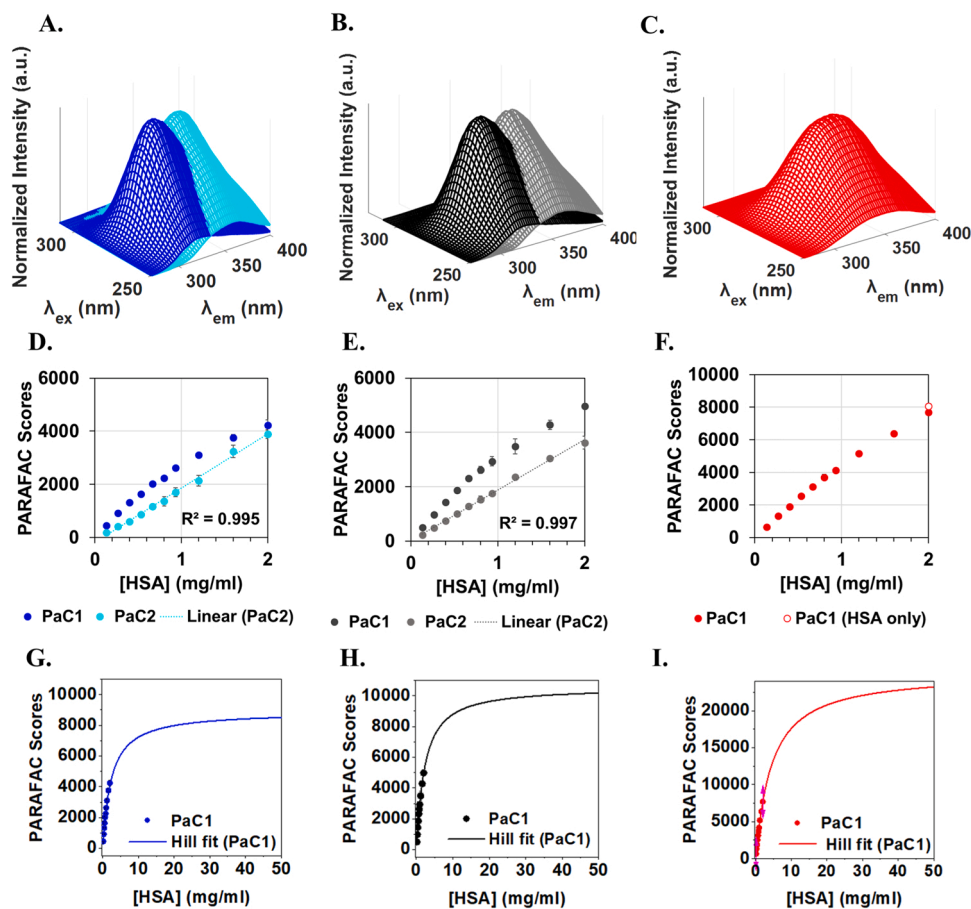 A.
B.
C.
Normalized Intensity (a.u.)
300
250
λex (nm)
300
350
400
λem (nm)
Normalized Intensity (a.u.)
300
250
λex (nm)
300
350
400
λem (nm)
Normalized Intensity (a.u.)
300
250
λex (nm)
300
350
400
λem (nm)
D.
E.
F.
PARAFAC Scores
6000
4000
2000
0
R² = 0.995
0
1
2
[HSA] (mg/ml)
PaC1
PaC2
Linear (PaC2)
PARAFAC Scores
6000
4000
2000
0
R² = 0.997
0
1
2
[HSA] (mg/ml)
PaC1
PaC2
Linear (PaC2)
PARAFAC Scores
10000
8000
6000
4000
2000
0
0
1
2
[HSA] (mg/ml)
PaC1
PaC1 (HSA only)
G.
H.
I.
PARAFAC Scores
10000
8000
6000
4000
2000
0
PaC1
Hill fit (PaC1)
0 10 20 30 40 50
[HSA] (mg/ml)
PARAFAC Scores
10000
8000
6000
4000
2000
0
PaC1
Hill fit (PaC1)
0 10 20 30 40 50
[HSA] (mg/ml)
PARAFAC Scores
20000
15000
10000
5000
0
PaC1
Hill fit (PaC1)
0 10 20 30 40 50
[HSA] (mg/ml)